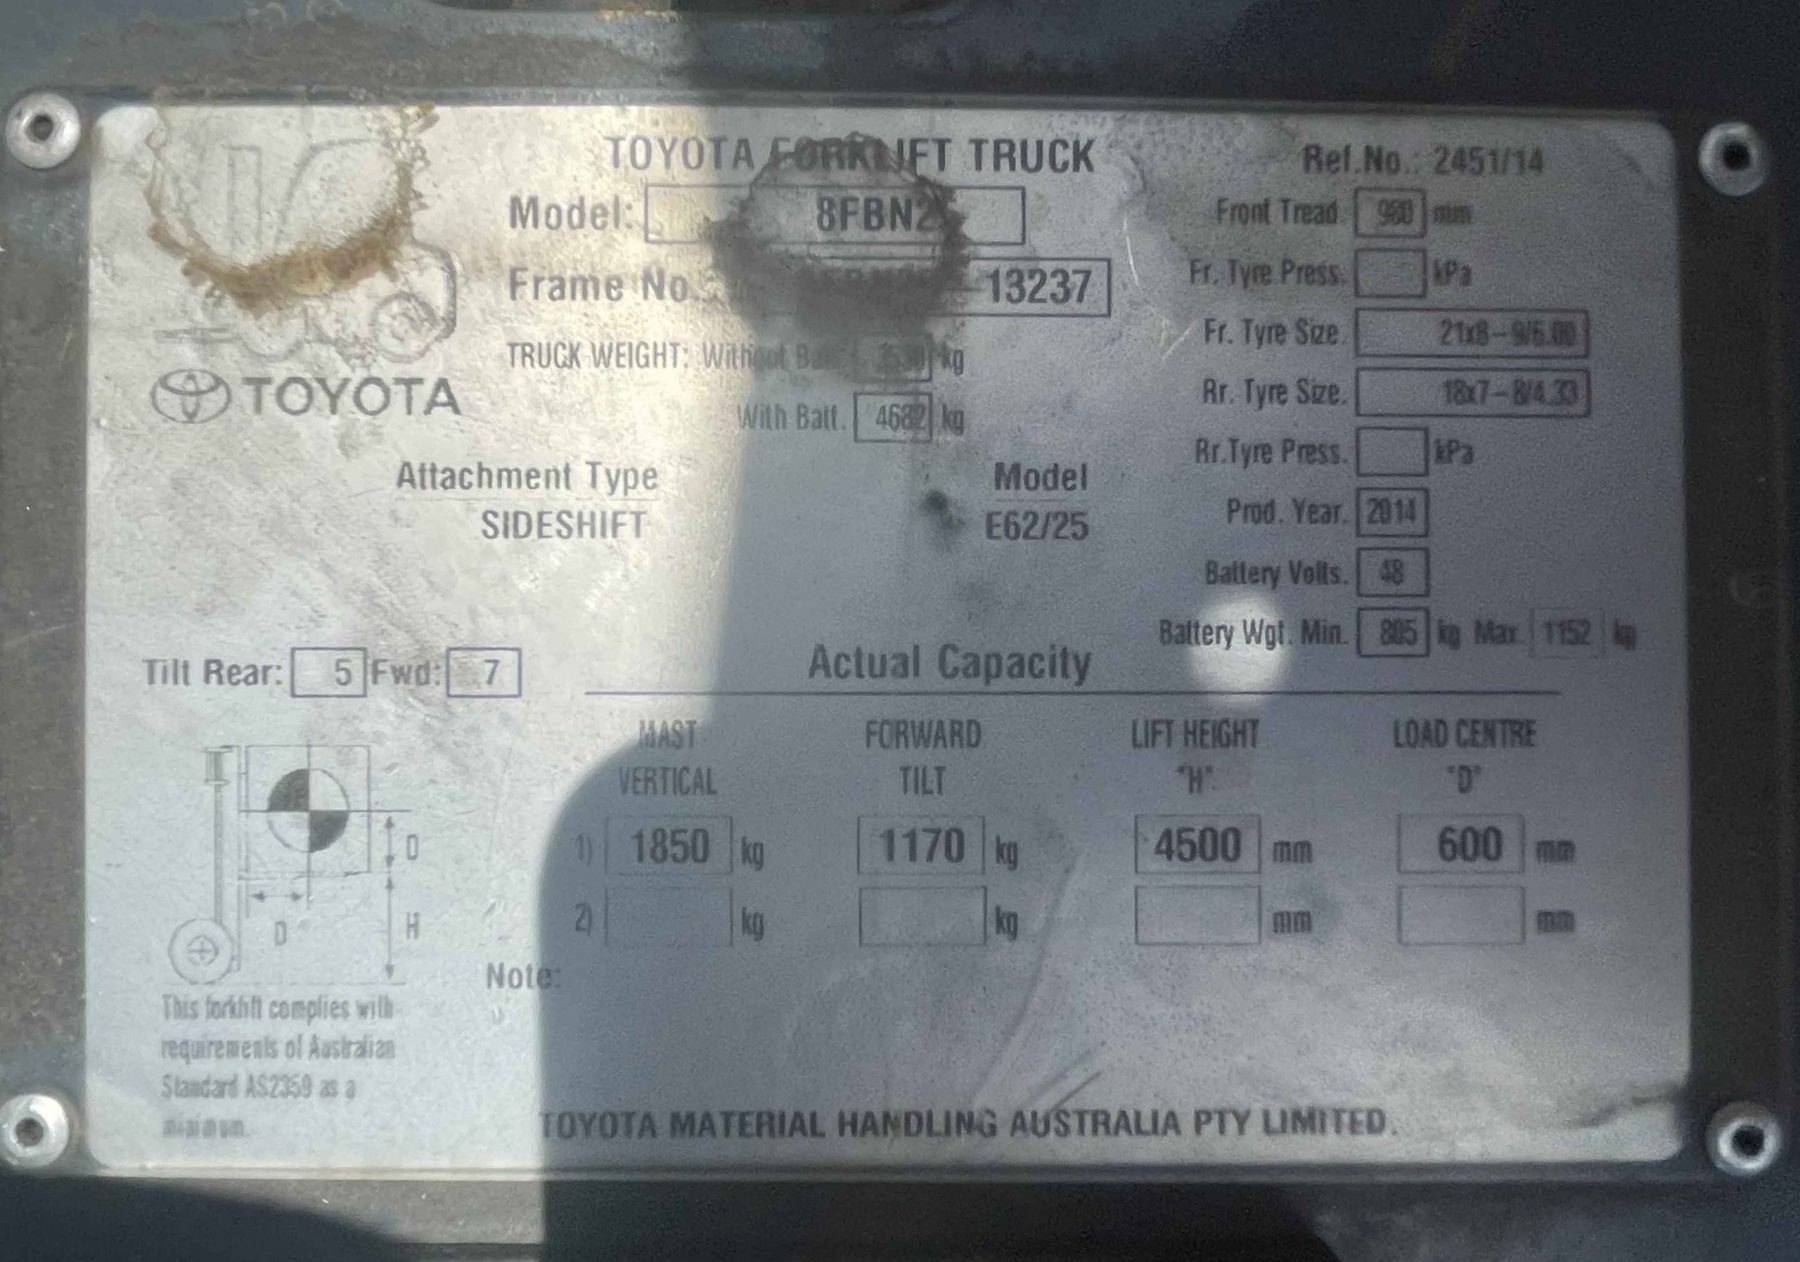 TOYOTA FORKLIFT TRUCK
Ref.No.: 2451/14
Model: 8FBN2
Front Tread 980 mm
Frame No. 13237
Fr. Tyre Press. kPa
TRUCK WEIGHT: Without Batt. kg
Fr. Tyre Size. 21x8-9/6.00
TOYOTA
With Batt. 4682 kg
Rr. Tyre Size. 18x7-8/4.33
Rr.Tyre Press. kPa
Attachment Type Model
SIDESHIFT E62/25
Prod. Year. 2014
Battery Volts. 48
Battery Wgt. Min. 805 kg Max 1152 kg
Tilt Rear: 5 Fwd: 7
Actual Capacity
MAST FORWARD LIFT HEIGHT LOAD CENTRE
VERTICAL TILT "H" "D"
1) 1850 kg 1170 kg 4500 mm 600 mm
2) kg kg mm mm
D
D H
Note:
This forklift complies with
requirements of Australian
Standard AS2359 as a
minimum.
TOYOTA MATERIAL HANDLING AUSTRALIA PTY LIMITED.